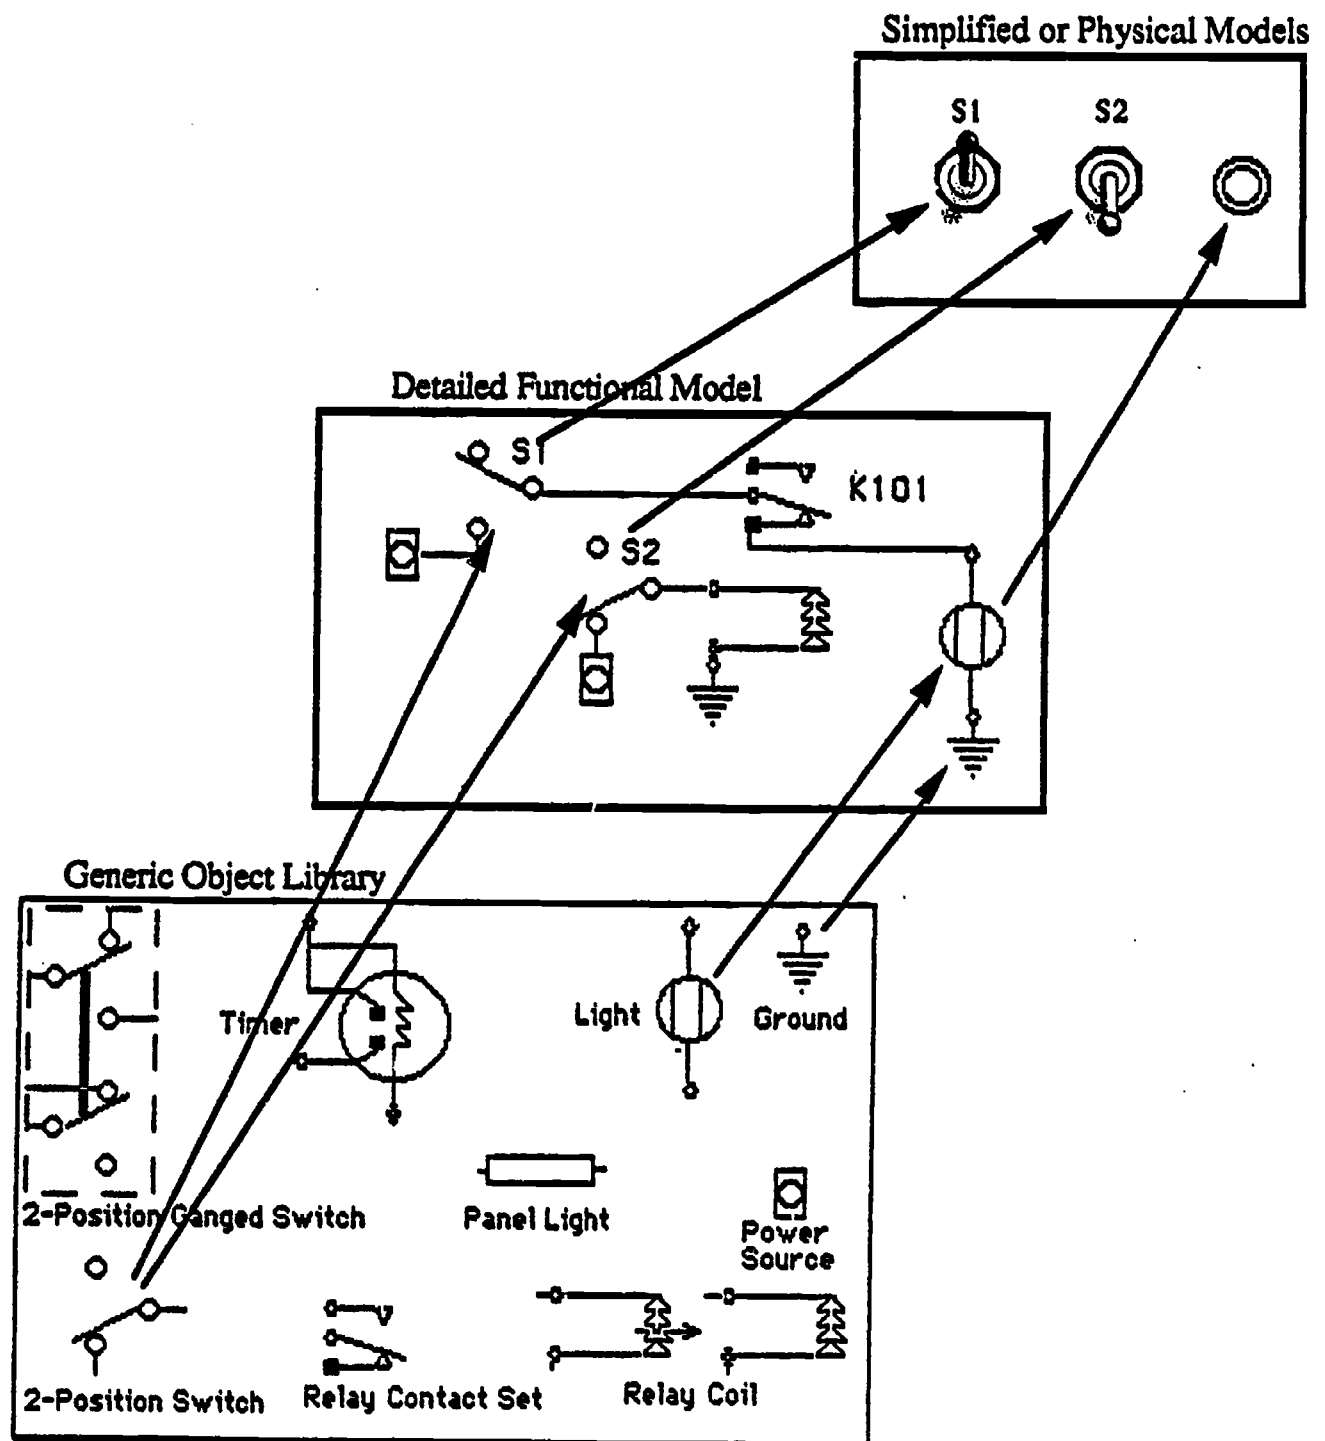 Simplified or Physical Models
S1
S2
Detailed Functional Model
S1
K101
S2
Generic Object Library
Timer
Light
Ground
2-Position Ganged Switch
Panel Light
Power
Source
2-Position Switch
Relay Contact Set
Relay Coil